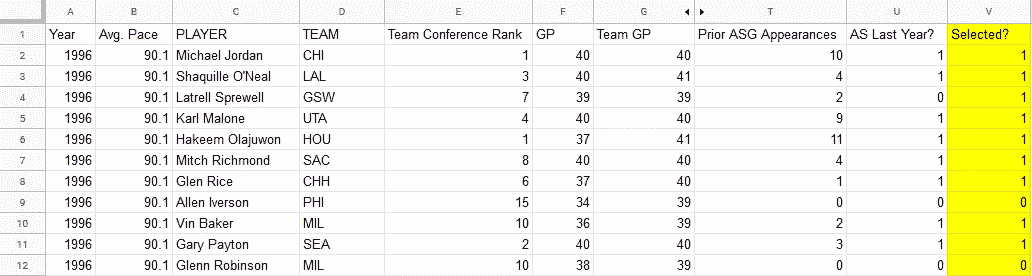 A B C D E F G T U V
1 Year Avg. Pace PLAYER TEAM Team Conference Rank GP Team GP Prior ASG Appearances AS Last Year? Selected?
2 1996 90.1 Michael Jordan CHI 1 40 40 10 1 1
3 1996 90.1 Shaquille O'Neal LAL 3 40 41 4 1 1
4 1996 90.1 Latrell Sprewell GSW 7 39 39 2 0 1
5 1996 90.1 Karl Malone UTA 4 40 40 9 1 1
6 1996 90.1 Hakeem Olajuwon HOU 1 37 41 11 1 1
7 1996 90.1 Mitch Richmond SAC 8 40 40 4 1 1
8 1996 90.1 Glen Rice CHH 6 37 40 1 1 1
9 1996 90.1 Allen Iverson PHI 15 34 39 0 0 0
10 1996 90.1 Vin Baker MIL 10 36 39 2 1 1
11 1996 90.1 Gary Payton SEA 2 40 40 3 1 1
12 1996 90.1 Glenn Robinson MIL 10 38 39 0 0 0